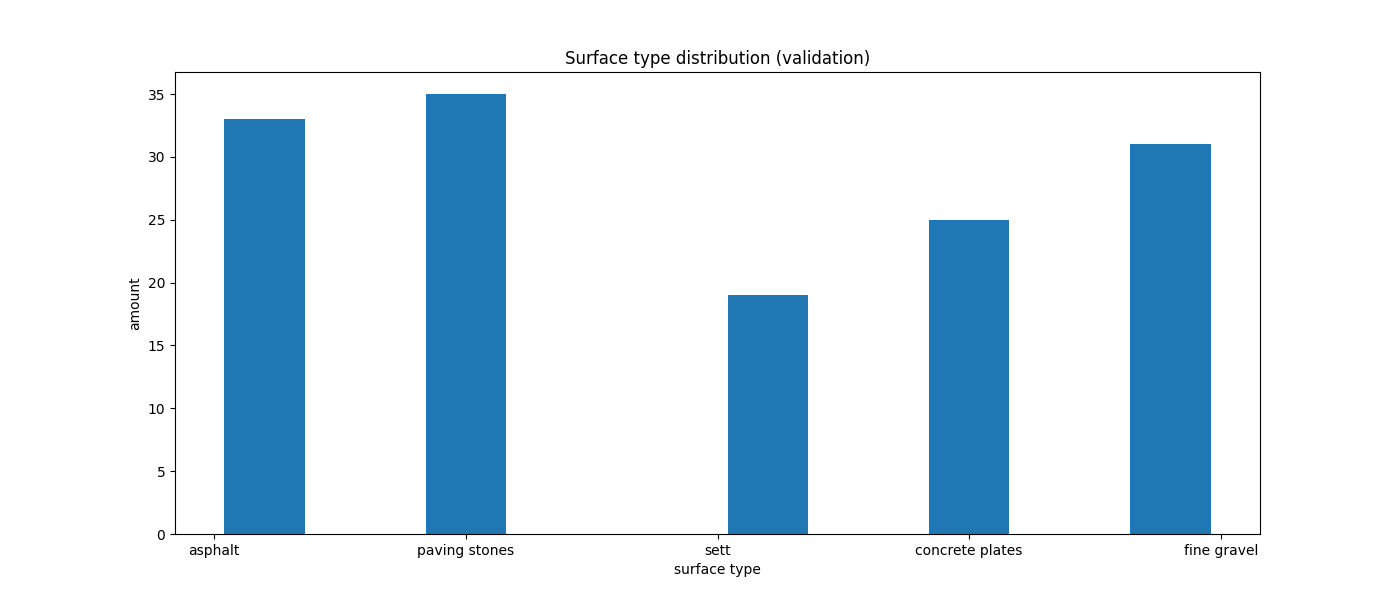 Surface type distribution (validation)
35
30
25
20
15
10
5
0
amount
asphalt paving stones sett concrete plates fine gravel
surface type